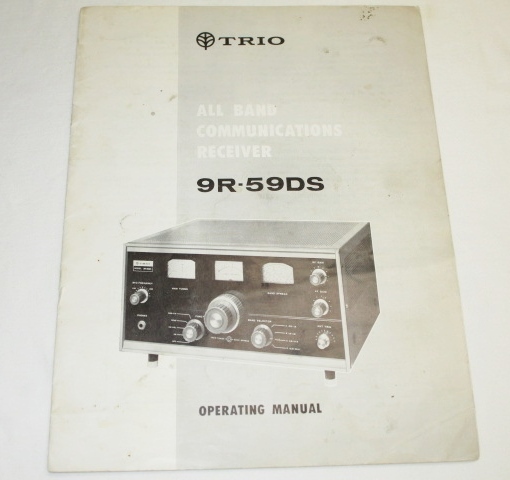 TRIO
ALL BAND
COMMUNICATIONS
RECEIVER
9R-59DS
OPERATING MANUAL